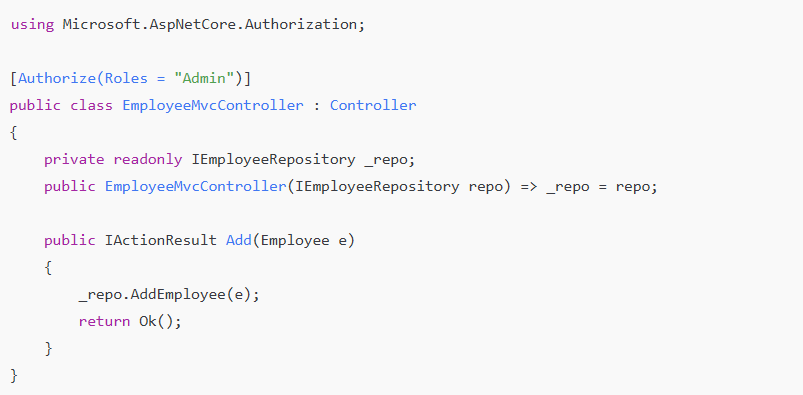 using Microsoft.AspNetCore.Authorization;
[Authorize(Roles = "Admin")]
public class EmployeeMvcController : Controller
{
    private readonly IEmployeeRepository _repo;
    public EmployeeMvcController(IEmployeeRepository repo) => _repo = repo;
    public IActionResult Add(Employee e)
    {
        _repo.AddEmployee(e);
        return Ok();
    }
}